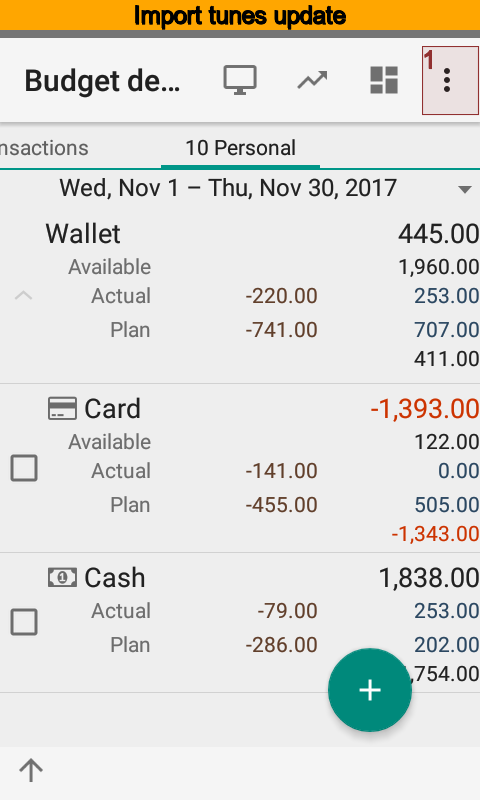 Import tunes update
Budget de...
1
nsactions
10 Personal
Wed, Nov 1 – Thu, Nov 30, 2017
Wallet 445.00
Available 1,960.00
Actual -220.00 253.00
Plan -741.00 707.00
411.00
Card -1,393.00
Available 122.00
Actual -141.00 0.00
Plan -455.00 505.00
-1,343.00
Cash 1,838.00
Actual -79.00 253.00
Plan -286.00 202.00
,754.00